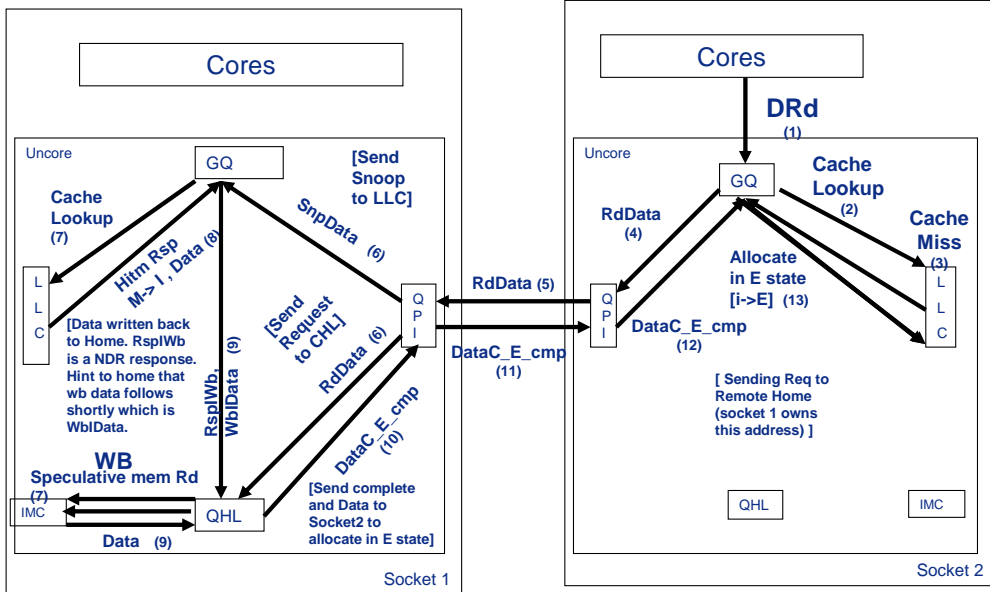 Cores
Uncore
GQ
[Send
Snoop
to LLC]
Cache
Lookup
(7)
SnpData
(6)
Hitm Rsp
M-> I , Data (8)
L
L
C
[Data written back
to Home. RspIWb
is a NDR response.
Hint to home that
wb data follows
shortly which is
WbIData.
RspIWb,
WbIData
(9)
[Send
Request
to CHL]
RdData (6)
Q
P
I
DataC_E_cmp
(10)
WB
Speculative mem Rd
(7)
IMC
QHL
Data (9)
[Send complete
and Data to
Socket2 to
allocate in E state]
Socket 1
RdData (5)
DataC_E_cmp
(11)
Cores
DRd
(1)
Uncore
GQ
Cache
Lookup
(2)
RdData
(4)
Cache
Miss
(3)
Allocate
in E state
[i->E] (13)
Q
P
I
L
L
C
DataC_E_cmp
(12)
[ Sending Req to
Remote Home
(socket 1 owns
this address) ]
QHL
IMC
Socket 2